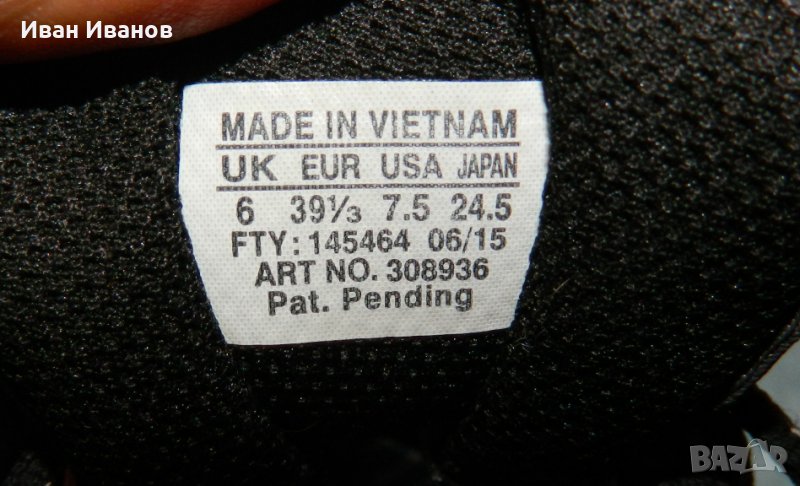 Иван Иванов
MADE IN VIETNAM
UK EUR USA JAPAN
6 39⅓ 7.5 24.5
FTY: 145464 06/15
ART NO. 308936
Pat. Pending
BAZAR